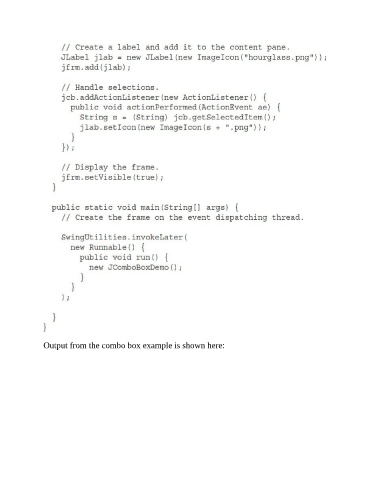 // Create a label and add it to the content pane.
JLabel jlab = new JLabel(new ImageIcon("hourglass.png"));
jfrm.add(jlab);
// Handle selections.
jcb.addActionListener(new ActionListener() {
public void actionPerformed(ActionEvent ae) {
String s = (String) jcb.getSelectedItem();
jlab.setIcon(new ImageIcon(s + ".png"));
}
});
// Display the frame.
jfrm.setVisible(true);
}
public static void main(String[] args) {
// Create the frame on the event dispatching thread.
SwingUtilities.invokeLater(
new Runnable() {
public void run() {
new JComboBoxDemo();
}
}
);
}
}
Output from the combo box example is shown here: